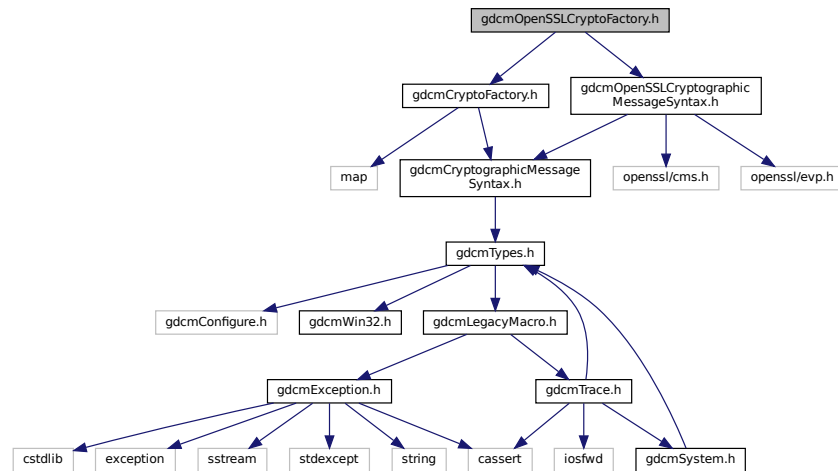 gdcmOpenSSLCryptoFactory.h
gdcmCryptoFactory.h
gdcmOpenSSLCryptographic
MessageSyntax.h
map
gdcmCryptographicMessage
Syntax.h
openssl/cms.h
openssl/evp.h
gdcmTypes.h
gdcmConfigure.h
gdcmWin32.h
gdcmLegacyMacro.h
gdcmException.h
gdcmTrace.h
cstdlib
exception
sstream
stdexcept
string
cassert
iosfwd
gdcmSystem.h